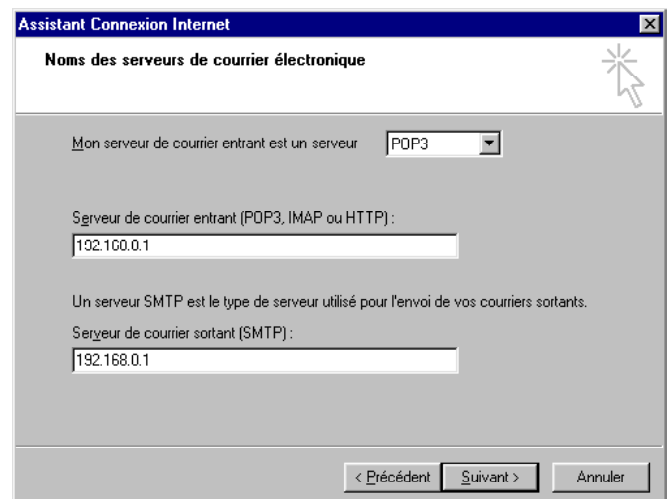 Assistant Connexion Internet
Noms des serveurs de courrier électronique
Mon serveur de courrier entrant est un serveur POP3
Serveur de courrier entrant (POP3, IMAP ou HTTP) :
192.168.0.1
Un serveur SMTP est le type de serveur utilisé pour l'envoi de vos courriers sortants.
Serveur de courrier sortant (SMTP) :
192.168.0.1
< Précédent Suivant > Annuler